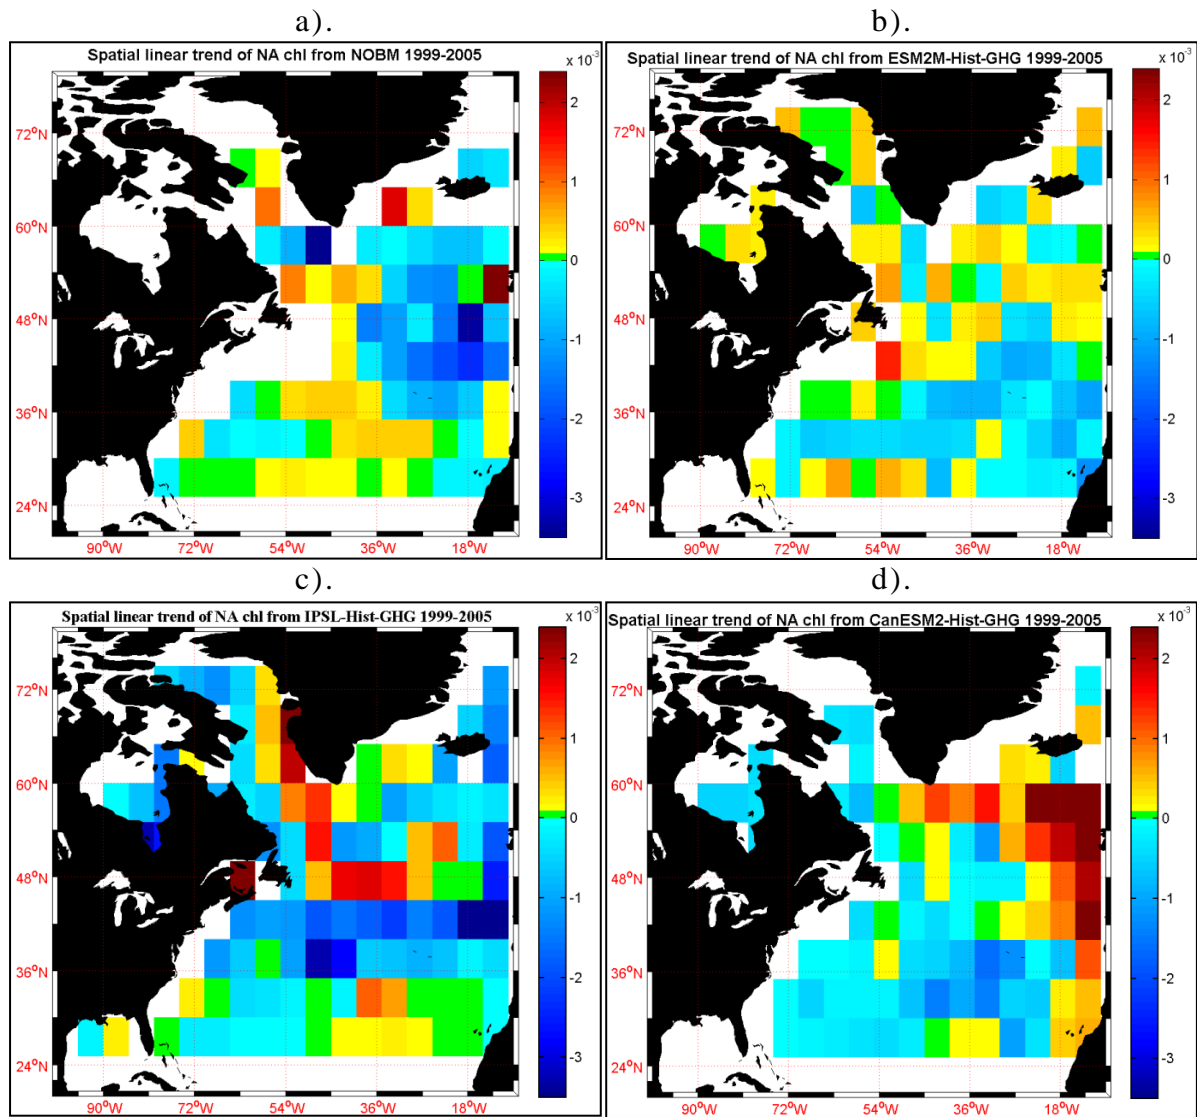 a).
b).
Spatial linear trend of NA chl from NOBM 1999-2005
x 10⁻³
72°N
60°N
48°N
36°N
24°N
90°W 72°W 54°W 36°W 18°W
2
1
0
-1
-2
-3
Spatial linear trend of NA chl from ESM2M-Hist-GHG 1999-2005
x 10⁻³
72°N
60°N
48°N
36°N
24°N
90°W 72°W 54°W 36°W 18°W
2
1
0
-1
-2
-3
c).
d).
Spatial linear trend of NA chl from IPSL-Hist-GHG 1999-2005
x 10⁻³
72°N
60°N
48°N
36°N
24°N
90°W 72°W 54°W 36°W 18°W
2
1
0
-1
-2
-3
Spatial linear trend of NA chl from CanESM2-Hist-GHG 1999-2005
x 10⁻³
72°N
60°N
48°N
36°N
24°N
90°W 72°W 54°W 36°W 18°W
2
1
0
-1
-2
-3